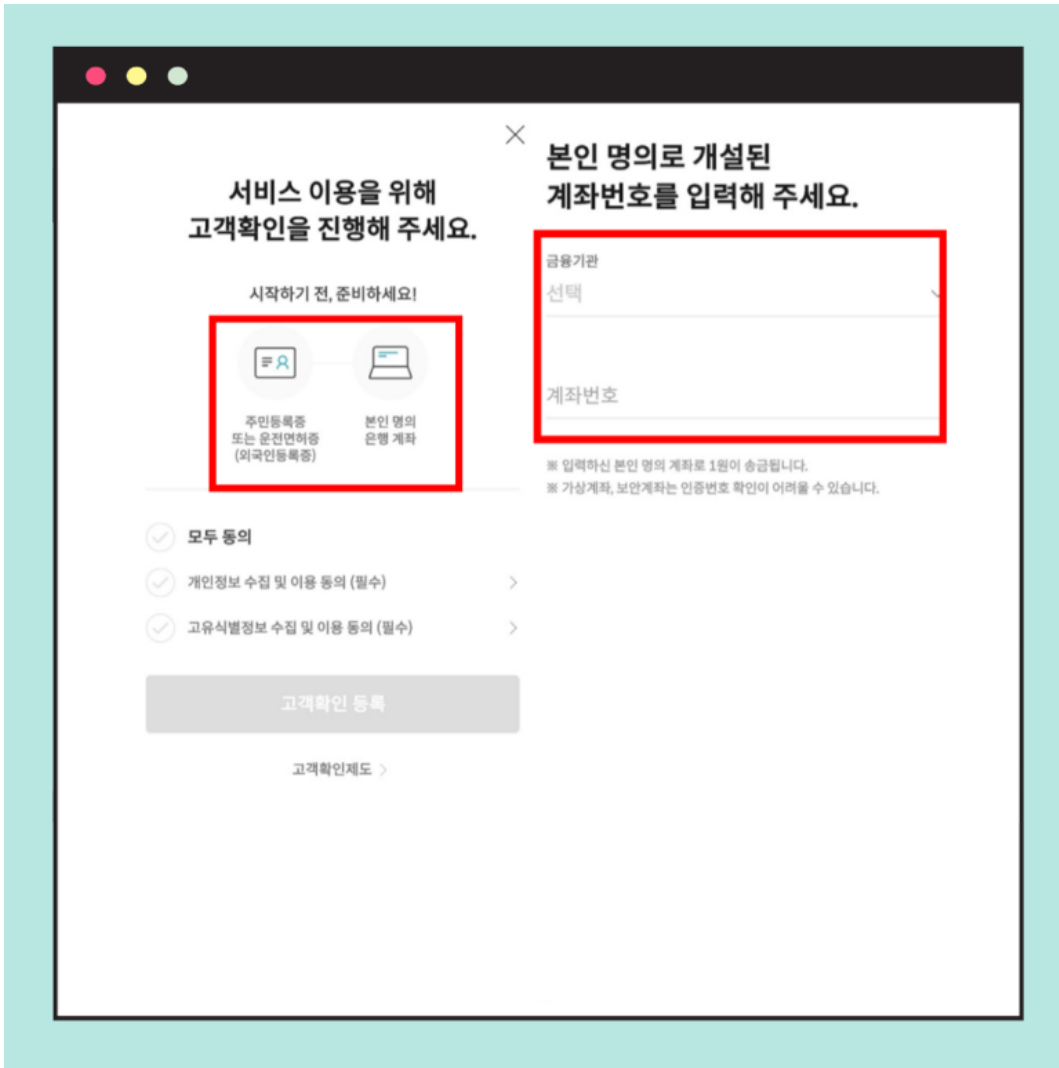 서비스 이용을 위해
고객확인을 진행해 주세요.
시작하기 전, 준비하세요!
주민등록증
또는 운전면허증
(외국인등록증)
본인 명의
은행 계좌
모두 동의
개인정보 수집 및 이용 동의 (필수)
고유식별정보 수집 및 이용 동의 (필수)
고객확인 등록
고객확인제도
본인 명의로 개설된
계좌번호를 입력해 주세요.
금융기관
선택
계좌번호
※ 입력하신 본인 명의 계좌로 1원이 송금됩니다.
※ 가상계좌, 보안계좌는 인증번호 확인이 어려울 수 있습니다.